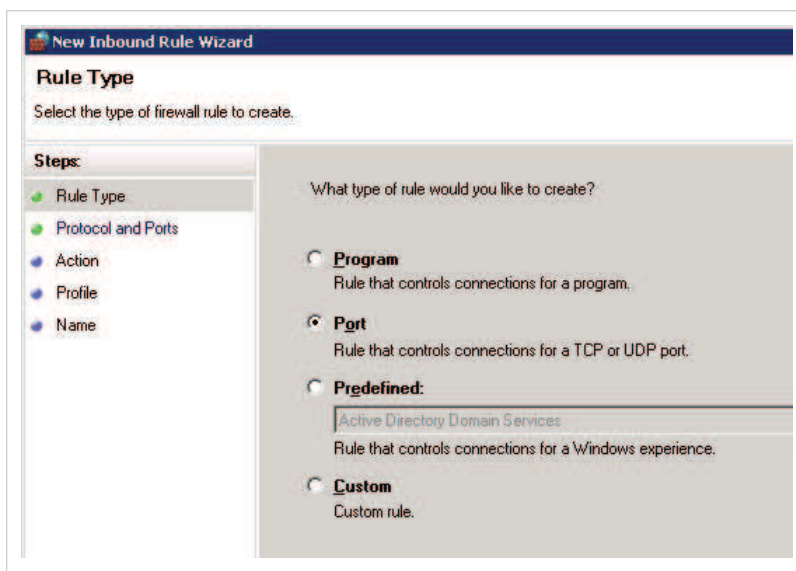 New Inbound Rule Wizard
Rule Type
Select the type of firewall rule to create.
Steps:
Rule Type
Protocol and Ports
Action
Profile
Name
What type of rule would you like to create?
Program
Rule that controls connections for a program.
Port
Rule that controls connections for a TCP or UDP port.
Predefined:
Active Directory Domain Services
Rule that controls connections for a Windows experience.
Custom
Custom rule.